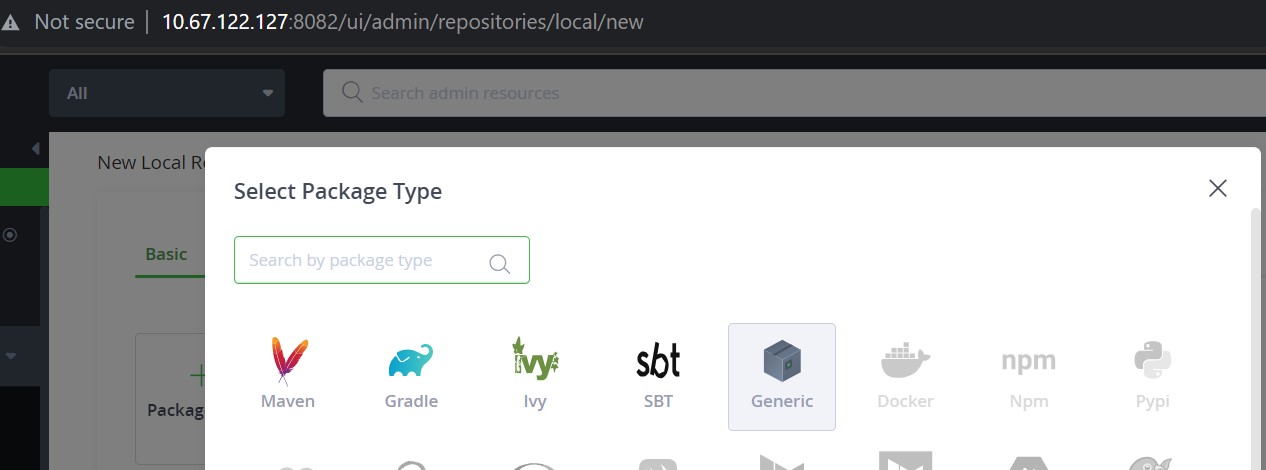 Not secure | 10.67.122.127:8082/ui/admin/repositories/local/new
All
Search admin resources
New Local R
Select Package Type
Basic
Search by package type
Packag
Maven
Gradle
Ivy
SBT
Generic
Docker
Npm
Pypi
ivy
sbt
npm